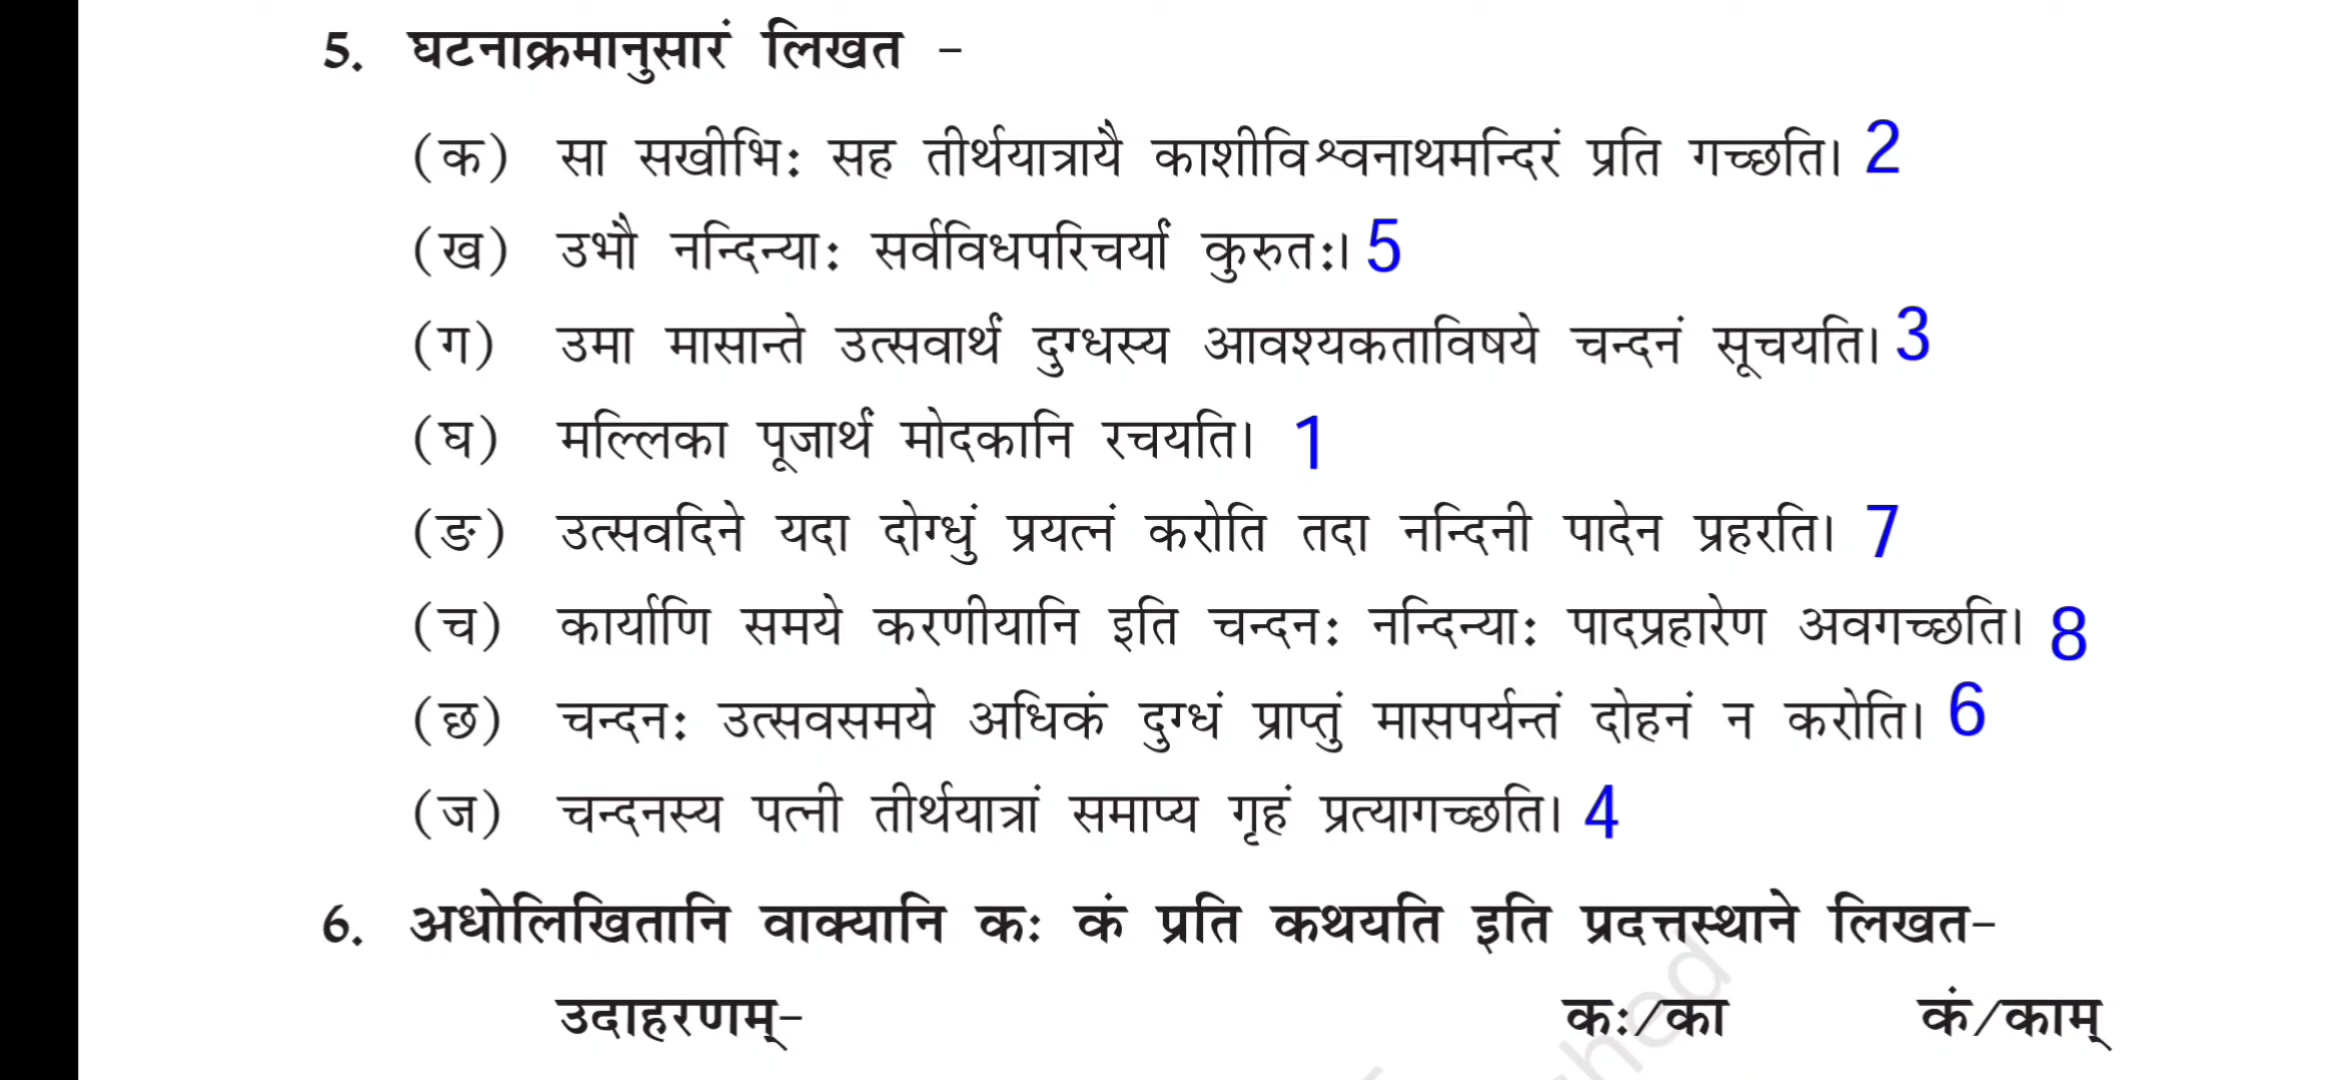 5. घटनाक्रमानुसारं लिखत -
(क) सा सखीभिः सह तीर्थयात्रायै काशीविश्वनाथमन्दिरं प्रति गच्छति। 2
(ख) उभौ नन्दिन्याः सर्वविधपरिचर्यां कुरुतः। 5
(ग) उमा मासान्ते उत्सवार्थं दुग्धस्य आवश्यकताविषये चन्दनं सूचयति। 3
(घ) मल्लिका पूजार्थं मोदकानि रचयति। 1
(ङ) उत्सवदिने यदा दोग्धुं प्रयत्नं करोति तदा नन्दिनी पादेन प्रहरति। 7
(च) कार्याणि समये करणीयानि इति चन्दनः नन्दिन्याः पादप्रहारेण अवगच्छति। 8
(छ) चन्दनः उत्सवसमये अधिकं दुग्धं प्राप्तुं मासपर्यन्तं दोहनं न करोति। 6
(ज) चन्दनस्य पत्नी तीर्थयात्रां समाप्य गृहं प्रत्यागच्छति। 4
6. अधोलिखितानि वाक्यानि कः कं प्रति कथयति इति प्रदत्तस्थाने लिखत-
उदाहरणम्- कः/का कं/काम्